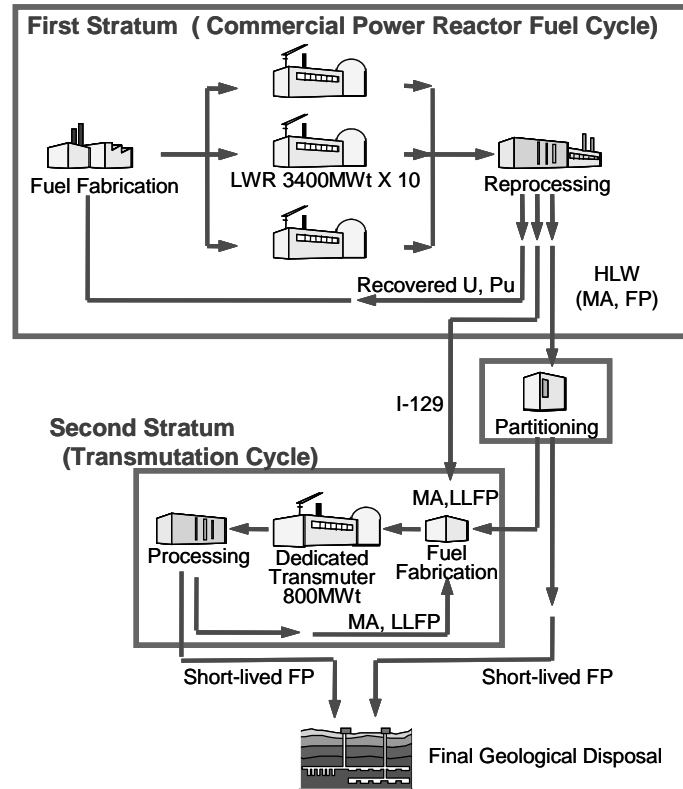 First Stratum ( Commercial Power Reactor Fuel Cycle)
Fuel Fabrication
LWR 3400MWt X 10
Reprocessing
Recovered U, Pu
HLW
(MA, FP)
I-129
Partitioning
Second Stratum
(Transmutation Cycle)
MA,LLFP
Processing
Dedicated
Transmuter
800MWt
Fuel
Fabrication
MA, LLFP
Short-lived FP
Short-lived FP
Final Geological Disposal